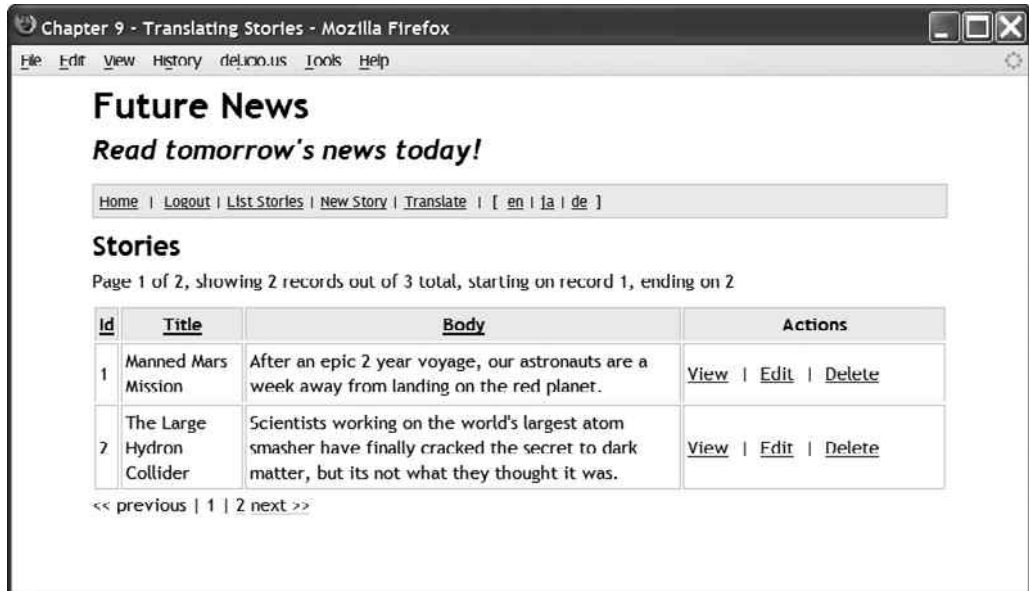 Chapter 9 - Translating Stories - Mozilla Firefox
File Edit View History del.icio.us Tools Help
Future News
Read tomorrow's news today!
Home | Logout | List Stories | New Story | Translate | [ en | ja | de ]
Stories
Page 1 of 2, showing 2 records out of 3 total, starting on record 1, ending on 2
Id Title Body Actions
1 Manned Mars Mission After an epic 2 year voyage, our astronauts are a
week away from landing on the red planet. View | Edit | Delete
2 The Large Hydron Collider Scientists working on the world's largest atom
smasher have finally cracked the secret to dark
matter, but its not what they thought it was. View | Edit | Delete
<< previous | 1 | 2 next >>